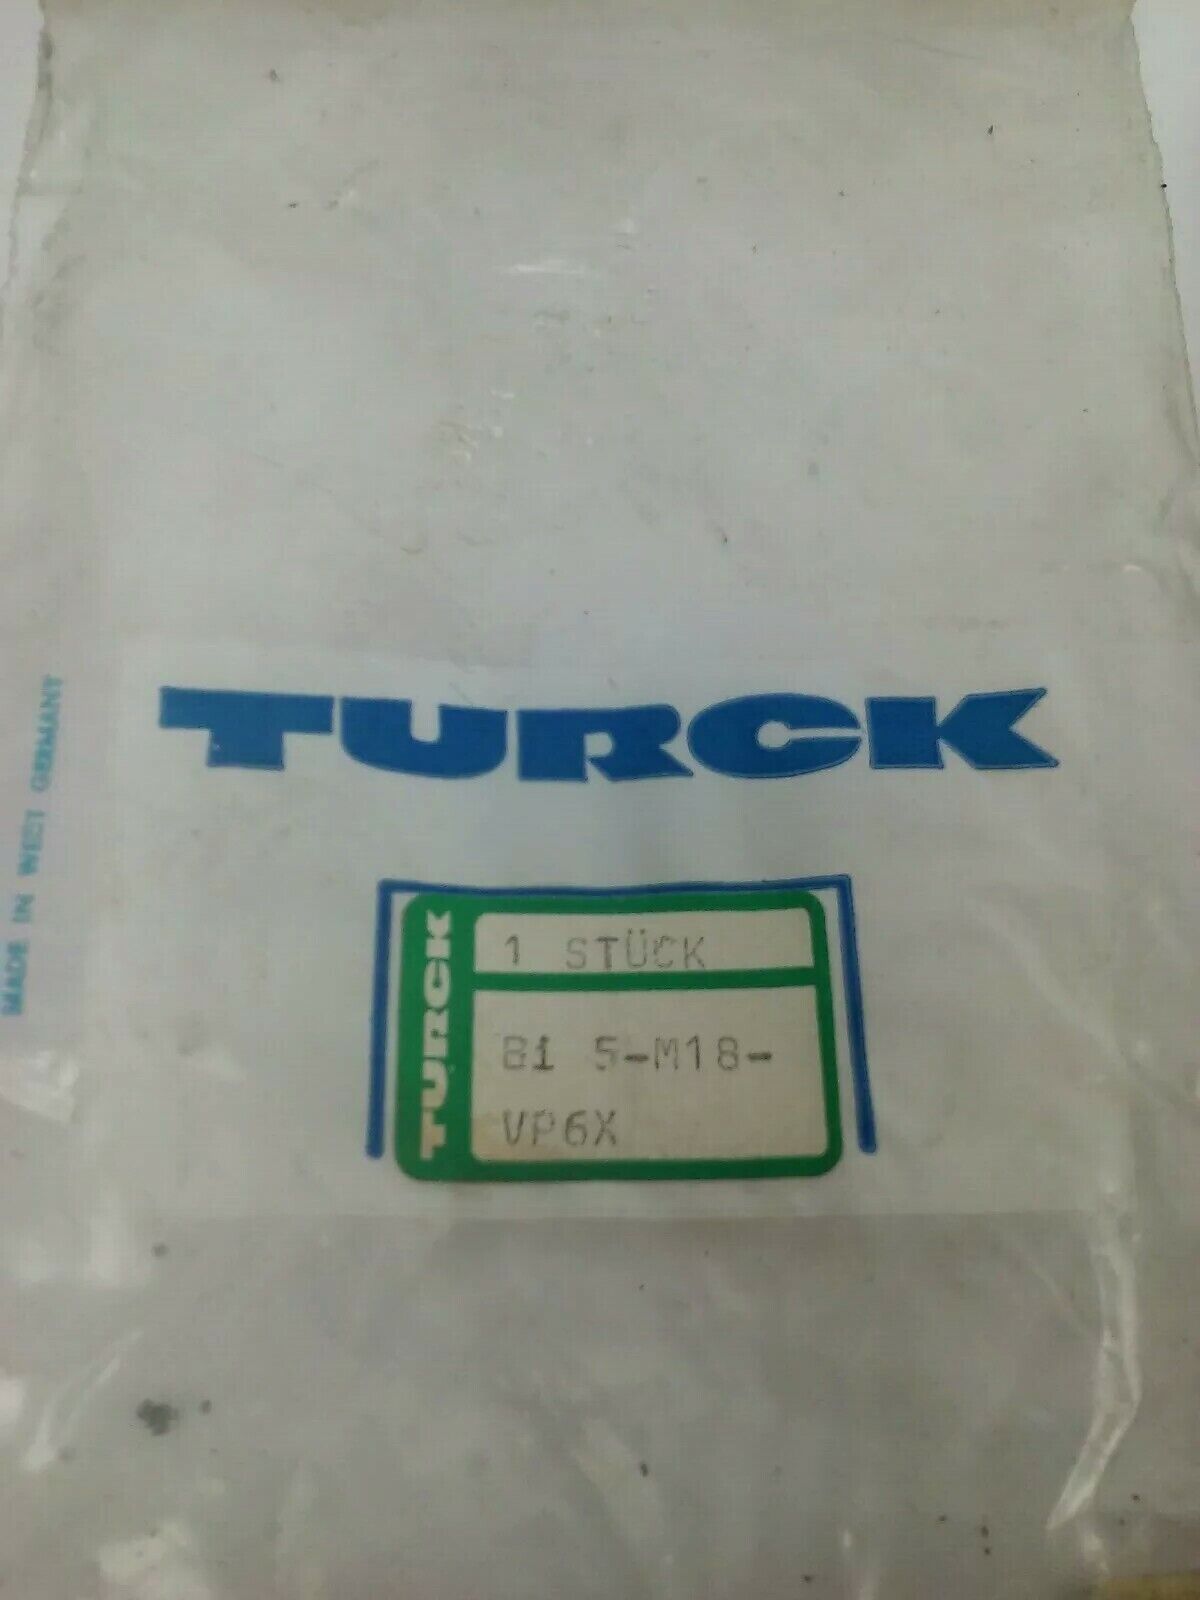 TURCK
MADE IN WEST GERMANY
TURCK
1 STÜCK
Bi 5-M18-
VP6X